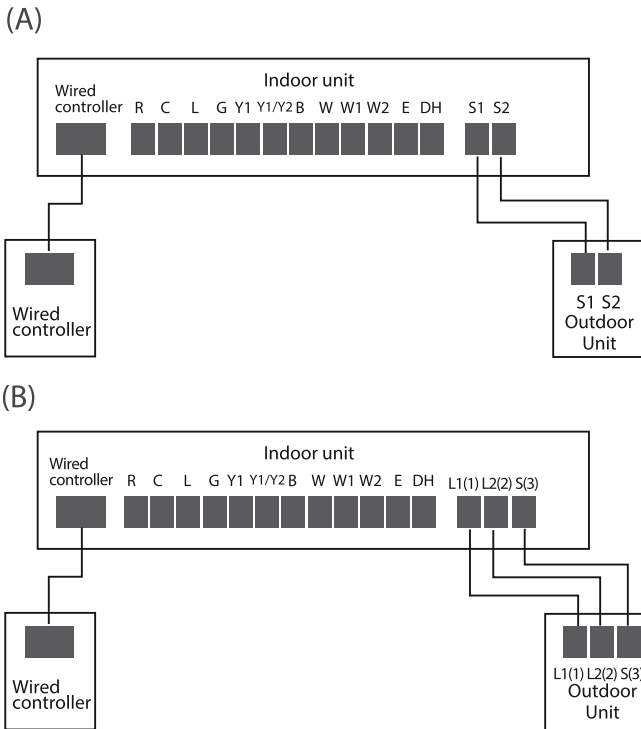 (A)
Indoor unit
Wired
controller R C L G Y1 Y1/Y2 B W W1 W2 E DH S1 S2
Wired
controller
S1 S2
Outdoor
Unit
(B)
Indoor unit
Wired
controller R C L G Y1 Y1/Y2 B W W1 W2 E DH L1(1) L2(2) S(3)
Wired
controller
L1(1) L2(2) S(3)
Outdoor
Unit